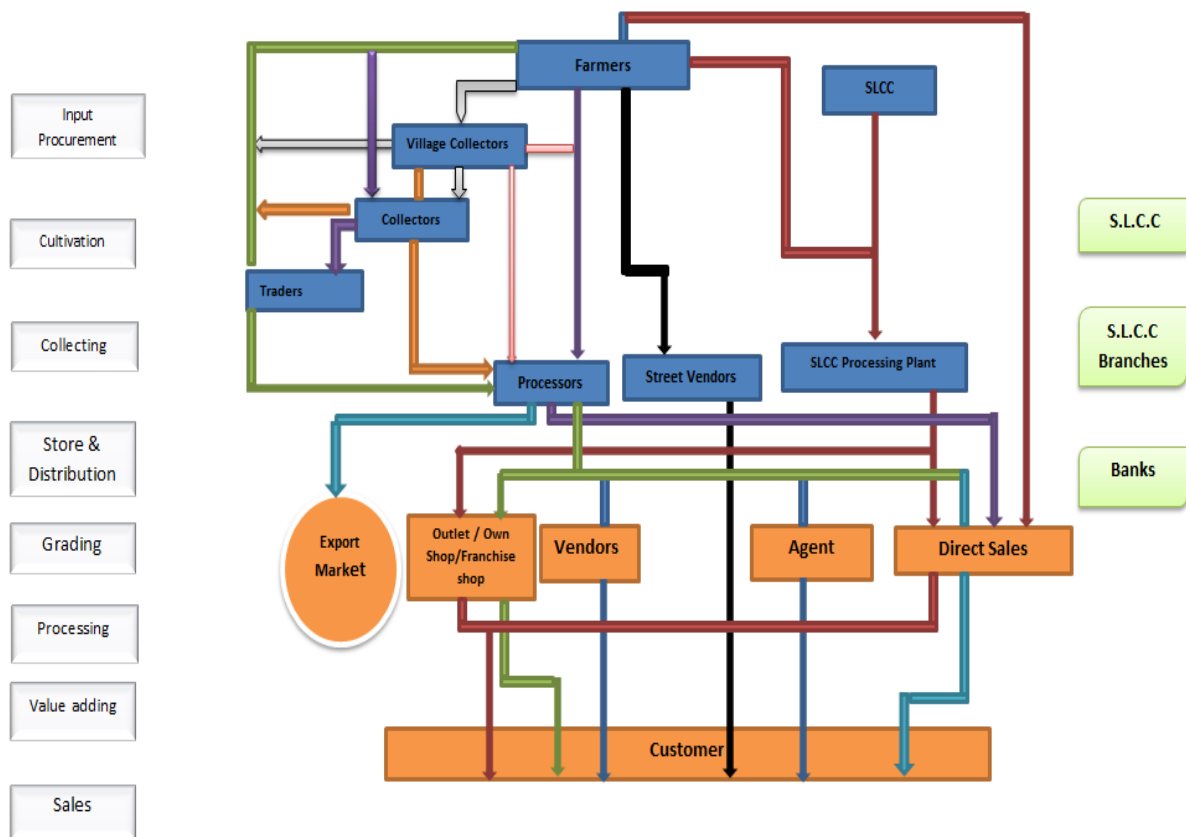 Farmers
SLCC
Input
Procurement
Village Collectors
Collectors
S.L.C.C
Cultivation
Traders
Collecting
S.L.C.C
Branches
Processors
Street Vendors
SLCC Processing Plant
Store &
Distribution
Banks
Grading
Export
Market
Outlet / Own
Shop/Franchise
shop
Vendors
Agent
Direct Sales
Processing
Value adding
Customer
Sales